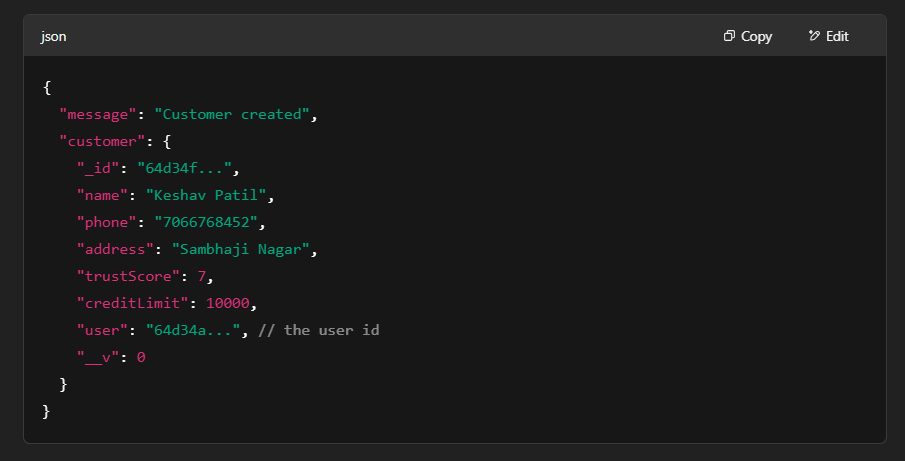 json
Copy
Edit
{
"message": "Customer created",
"customer": {
"_id": "64d34f...",
"name": "Keshav Patil",
"phone": "7066768452",
"address": "Sambhaji Nagar",
"trustScore": 7,
"creditLimit": 10000,
"user": "64d34a...", // the user id
"__v": 0
}
}